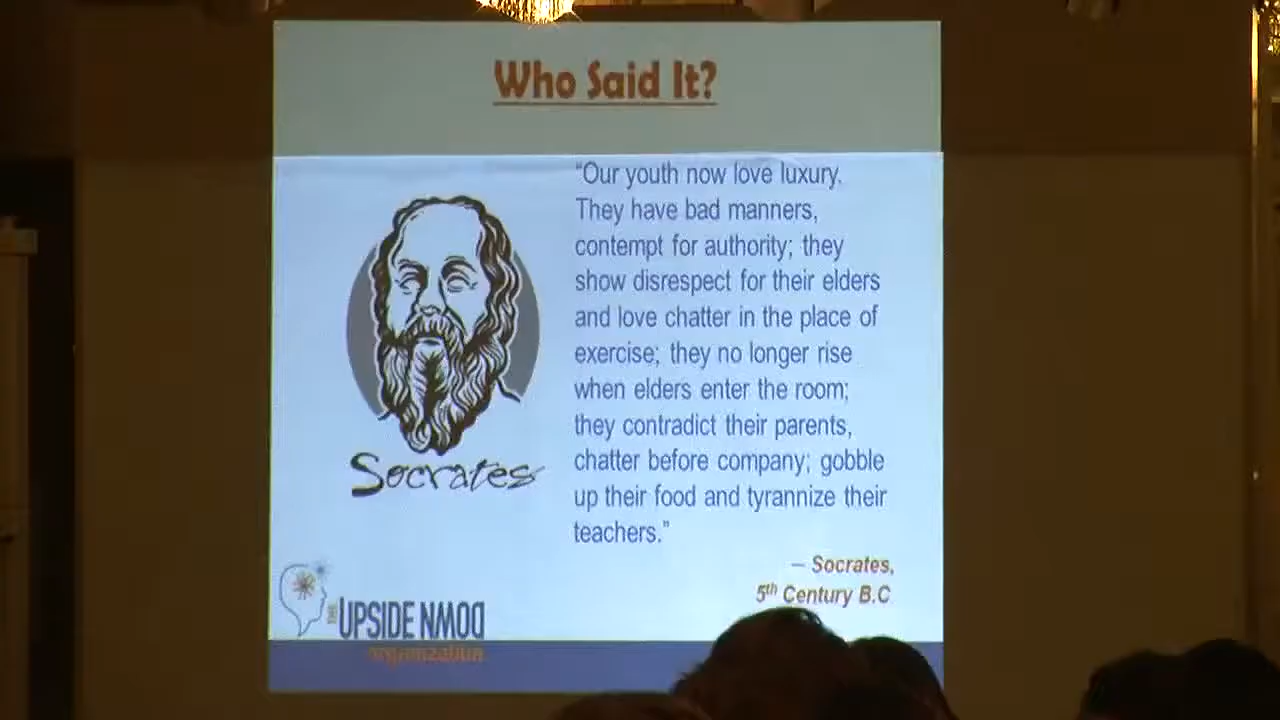 Who Said It?
“Our youth now love luxury.
They have bad manners,
contempt for authority; they
show disrespect for their elders
and love chatter in the place of
exercise; they no longer rise
when elders enter the room;
they contradict their parents,
chatter before company; gobble
up their food and tyrannize their
teachers.”
– Socrates,
5th Century B.C
Socrates
THE UPSIDE DOWN
organization